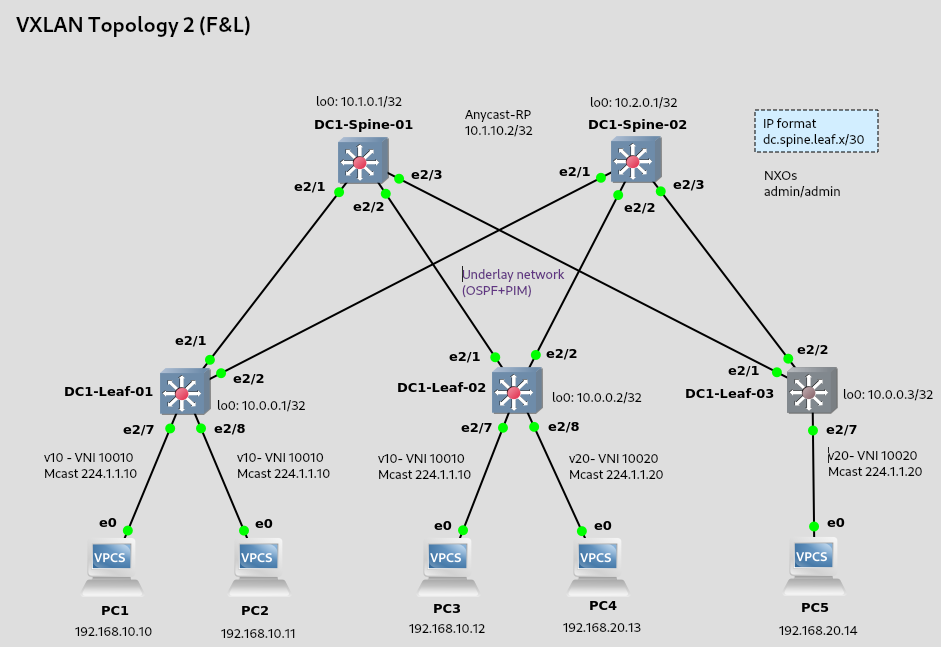 VXLAN Topology 2 (F&L)
lo0: 10.1.0.1/32
DC1-Spine-01
Anycast-RP
10.1.10.2/32
lo0: 10.2.0.1/32
DC1-Spine-02
IP format
dc.spine.leaf.x/30
NXOs
admin/admin
e2/1
e2/2
e2/3
e2/1
e2/2
e2/3
Underlay network
(OSPF+PIM)
e2/1
e2/2
DC1-Leaf-01
lo0: 10.0.0.1/32
e2/7
e2/8
e2/1
e2/2
DC1-Leaf-02
lo0: 10.0.0.2/32
e2/7
e2/8
e2/2
e2/1
DC1-Leaf-03
lo0: 10.0.0.3/32
e2/7
v10 - VNI 10010
Mcast 224.1.1.10
v10- VNI 10010
Mcast 224.1.1.10
v10- VNI 10010
Mcast 224.1.1.10
v20- VNI 10020
Mcast 224.1.1.20
v20- VNI 10020
Mcast 224.1.1.20
e0
e0
e0
e0
e0
VPCS
VPCS
VPCS
VPCS
VPCS
PC1
192.168.10.10
PC2
192.168.10.11
PC3
192.168.10.12
PC4
192.168.20.13
PC5
192.168.20.14